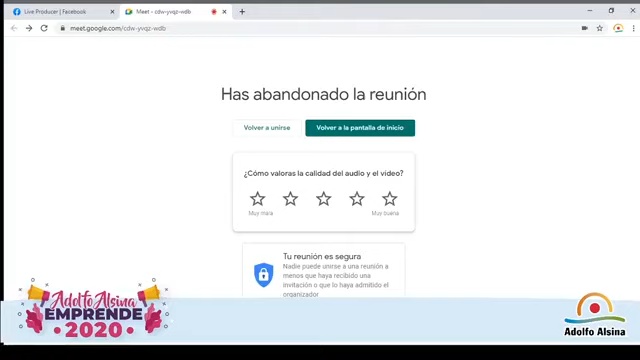 Live Producer | Facebook
Meet – cdw-yvqz-wdb
meet.google.com/cdw-yvqz-wdb
Has abandonado la reunión
Volver a unirse
Volver a la pantalla de inicio
¿Cómo valoras la calidad del audio y el vídeo?
Muy mala
Muy buena
Tu reunión es segura
Nadie puede unirse a una reunión a
menos que haya recibido una
invitación o que lo haya admitido el
organizador
Adolfo Alsina
EMPRENDE
2020
Adolfo Alsina